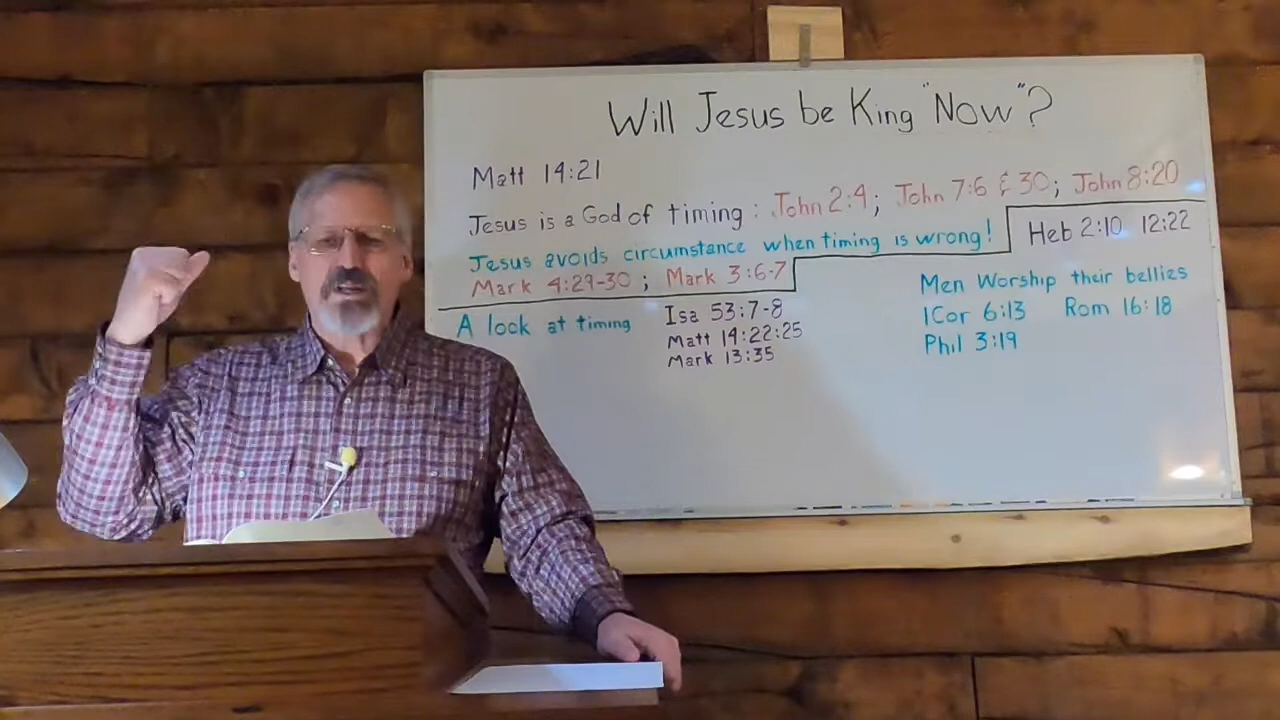 Will Jesus be King "Now"?
Matt 14:21
Jesus is a God of timing : John 2:4; John 7:6 & 30; John 8:20
Jesus avoids circumstance when timing is wrong!
Mark 4:29-30 ; Mark 3:6-7
Heb 2:10 12:22
A look at timing
Isa 53:7-8
Matt 14:22:25
Mark 13:35
Men Worship their bellies
1Cor 6:13 Rom 16:18
Phil 3:19